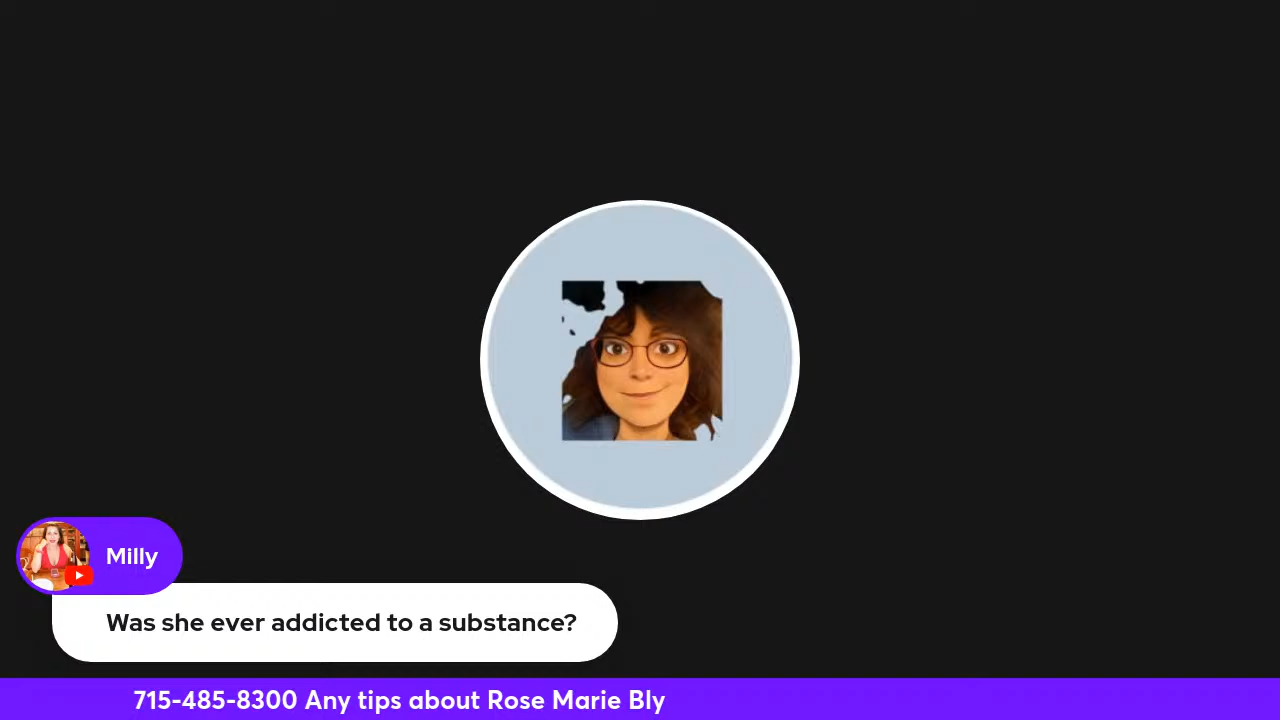 Milly
Was she ever addicted to a substance?
715-485-8300 Any tips about Rose Marie Bly